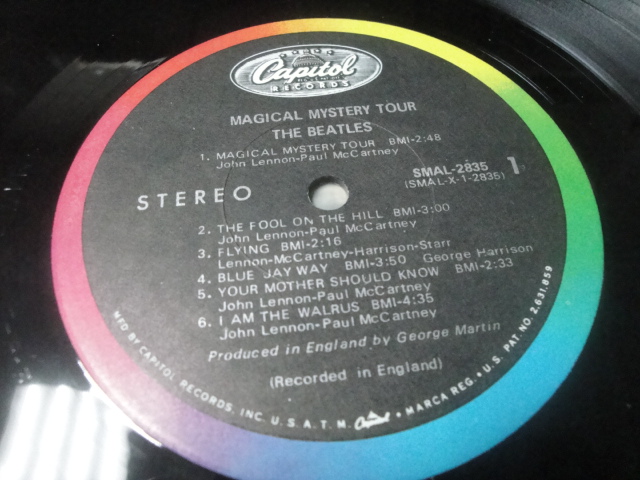 Capitol
RECORDS
MAGICAL MYSTERY TOUR
THE BEATLES
1. MAGICAL MYSTERY TOUR BMI-2:48
John Lennon-Paul McCartney
STEREO
SMAL-2835 1
(SMAL-X-1-2835)
2. THE FOOL ON THE HILL BMI-3:00
John Lennon-Paul McCartney
3. FLYING BMI-2:16
Lennon-McCartney-Harrison-Starr
4. BLUE JAY WAY BMI-3:50 George Harrison
5. YOUR MOTHER SHOULD KNOW BMI-2:33
John Lennon-Paul McCartney
6. I AM THE WALRUS BMI-4:35
John Lennon-Paul McCartney
Produced in England by George Martin
(Recorded in England)
MFD. BY CAPITOL RECORDS, INC. U.S.A. T.M. Capitol • MARCA REG. • U.S. PAT. NO. 2,631,859